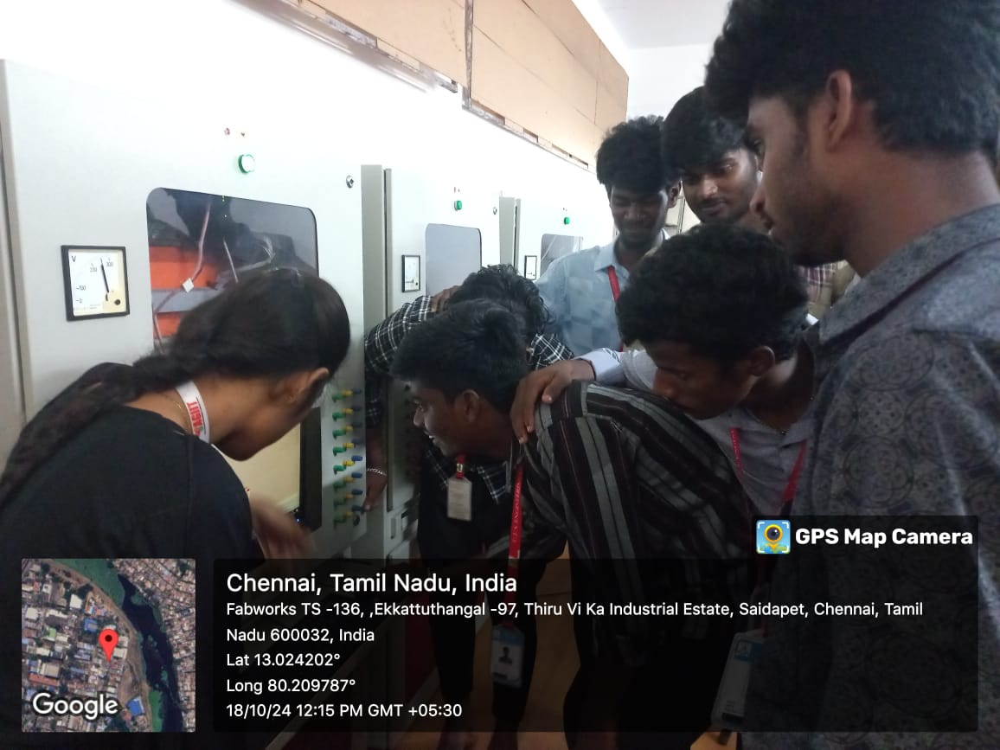 V
GPS Map Camera
Chennai, Tamil Nadu, India
Fabworks TS -136, ,Ekkattuthangal -97, Thiru Vi Ka Industrial Estate, Saidapet, Chennai, Tamil
Nadu 600032, India
Lat 13.024202°
Long 80.209787°
18/10/24 12:15 PM GMT +05:30
Google